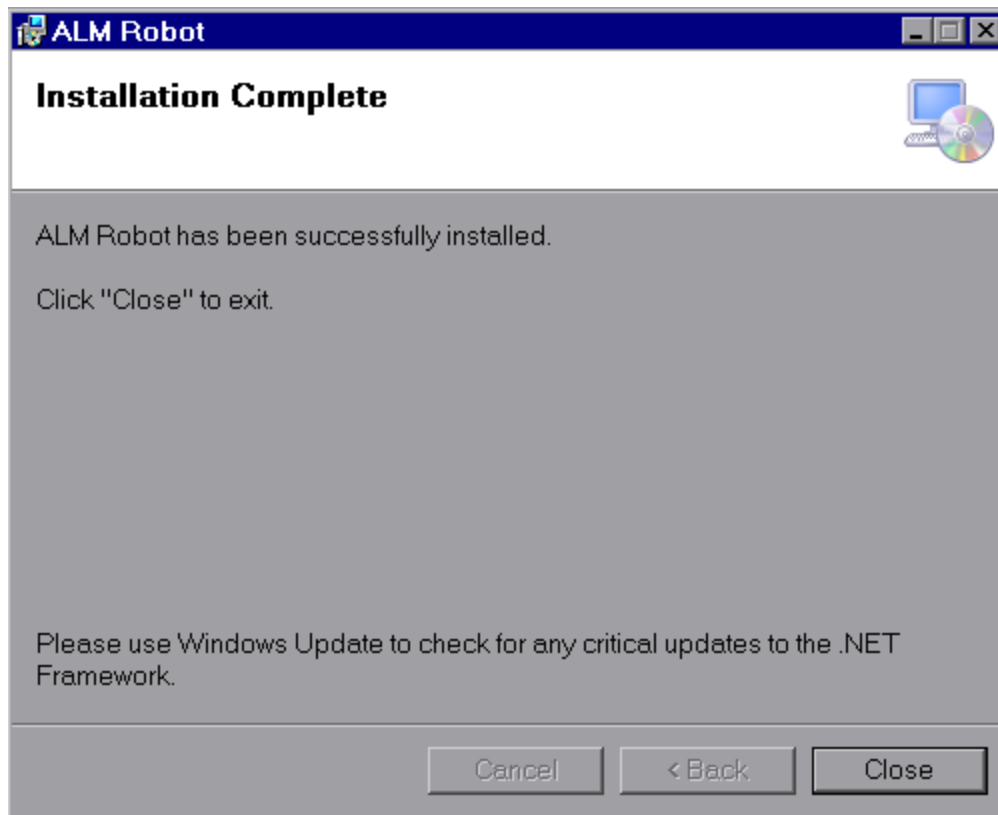 ALM Robot
Installation Complete
ALM Robot has been successfully installed.
Click "Close" to exit.
Please use Windows Update to check for any critical updates to the .NET
Framework.
Cancel
< Back
Close